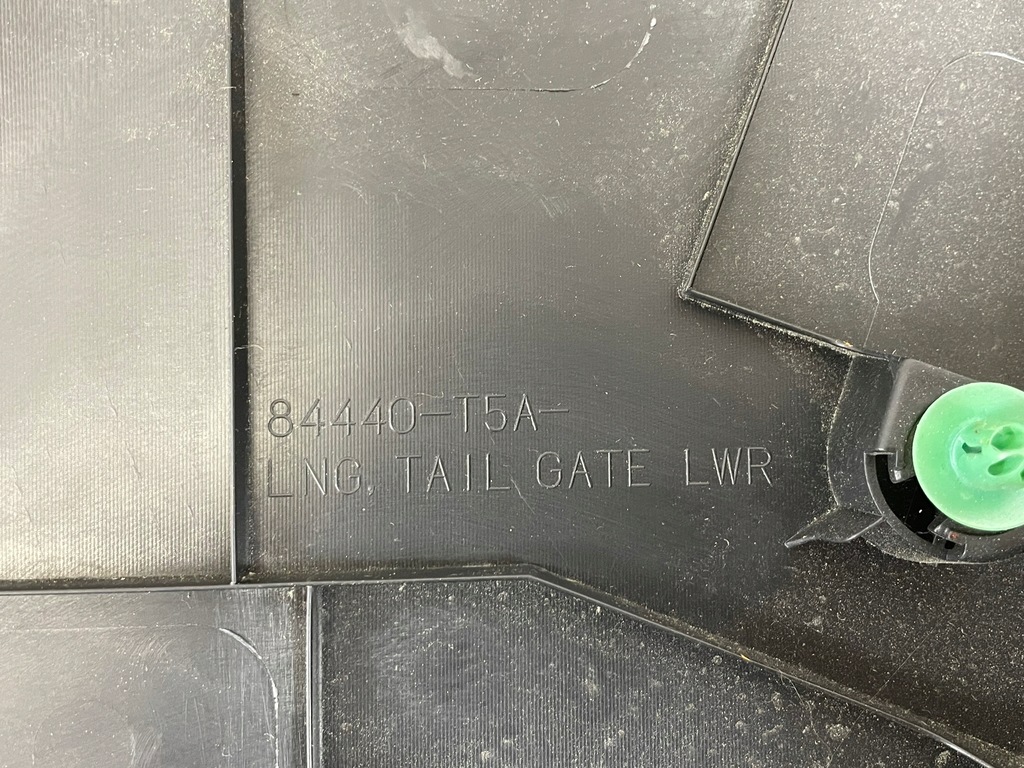 84440-T5A-
LNG, TAIL GATE LWR